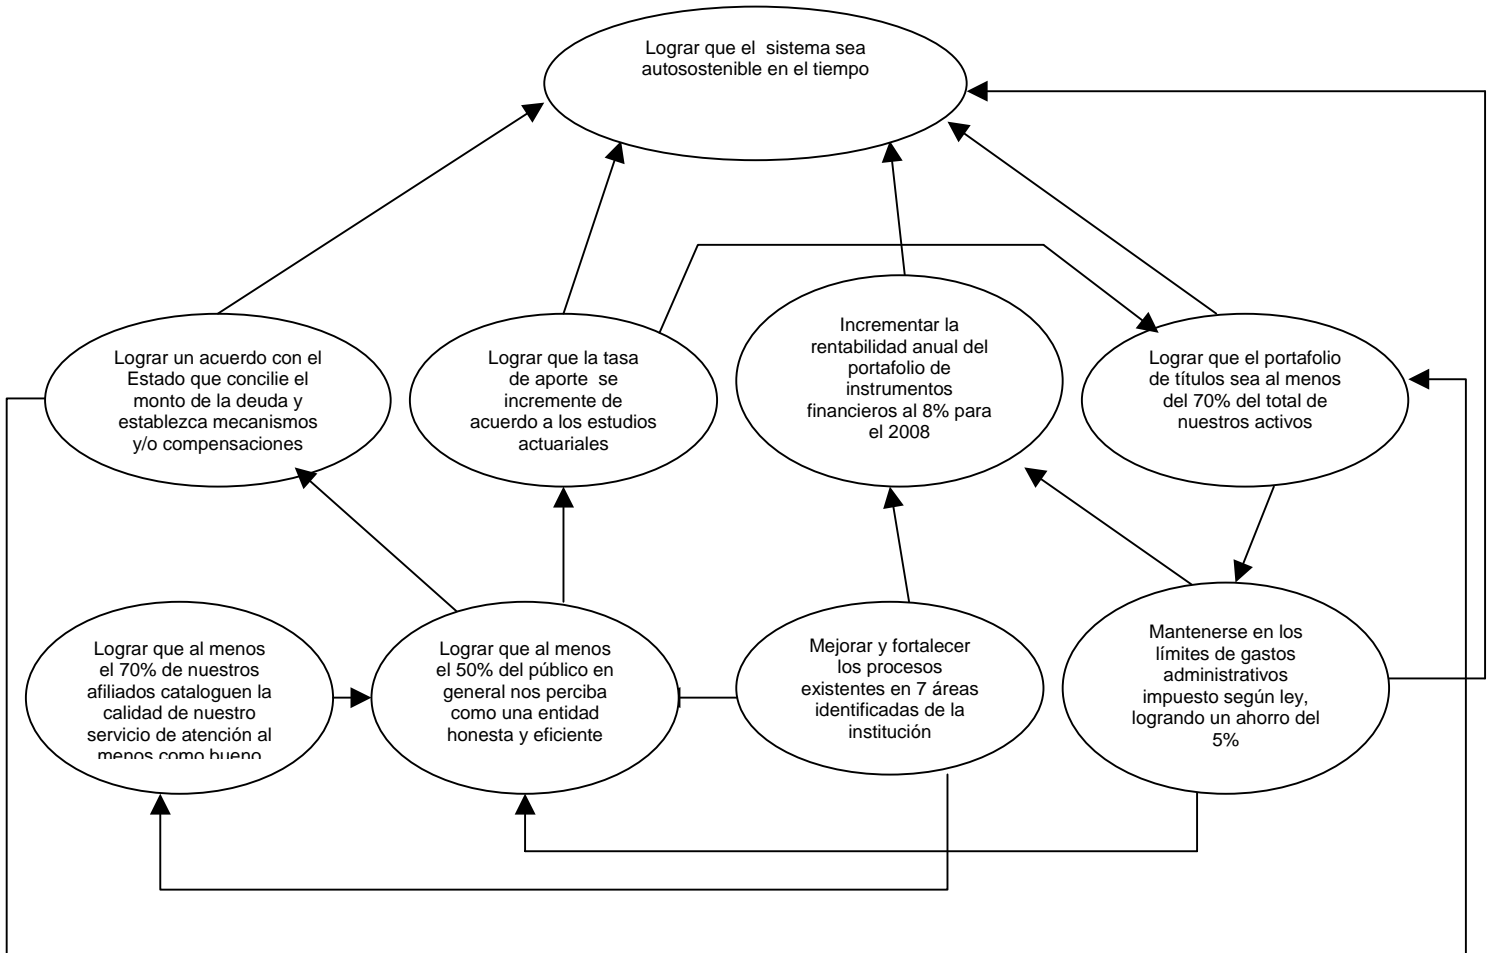 Lograr que el  sistema sea
autosostenible en el tiempo
Lograr un acuerdo con el
Estado que concilie el
monto de la deuda y
establezca mecanismos
y/o compensaciones
Lograr que la tasa
de aporte  se
incremente de
acuerdo a los estudios
actuariales
Incrementar la
rentabilidad anual del
portafolio de
instrumentos
financieros al 8% para
el 2008
Lograr que el portafolio
de títulos sea al menos
del 70% del total de
nuestros activos
Lograr que al menos
el 70% de nuestros
afiliados cataloguen la
calidad de nuestro
servicio de atención al
menos como bueno
Lograr que al menos
el 50% del público en
general nos perciba
como una entidad
honesta y eficiente
Mejorar y fortalecer
los procesos
existentes en 7 áreas
identificadas de la
institución
Mantenerse en los
límites de gastos
administrativos
impuesto según ley,
logrando un ahorro del
5%